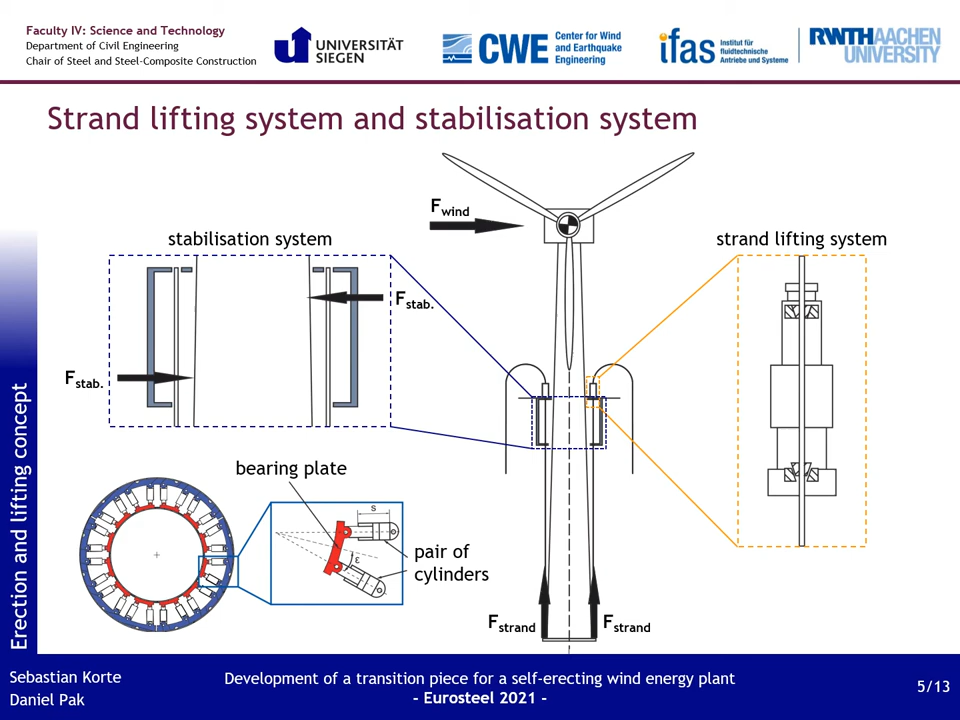 Faculty IV: Science and Technology
Department of Civil Engineering
Chair of Steel and Steel-Composite Construction
UNIVERSITÄT
SIEGEN
CWE
Center for Wind
and Earthquake
Engineering
ifas
Institut für
fluidtechnische
Antriebe und Systeme
RWTHAACHEN
UNIVERSITY
Strand lifting system and stabilisation system
Fwind
stabilisation system
strand lifting system
Fstab.
Fstab.
bearing plate
s
ε
pair of
cylinders
Fstrand
Fstrand
Erection and lifting concept
Sebastian Korte
Daniel Pak
Development of a transition piece for a self-erecting wind energy plant
- Eurosteel 2021 -
5/13